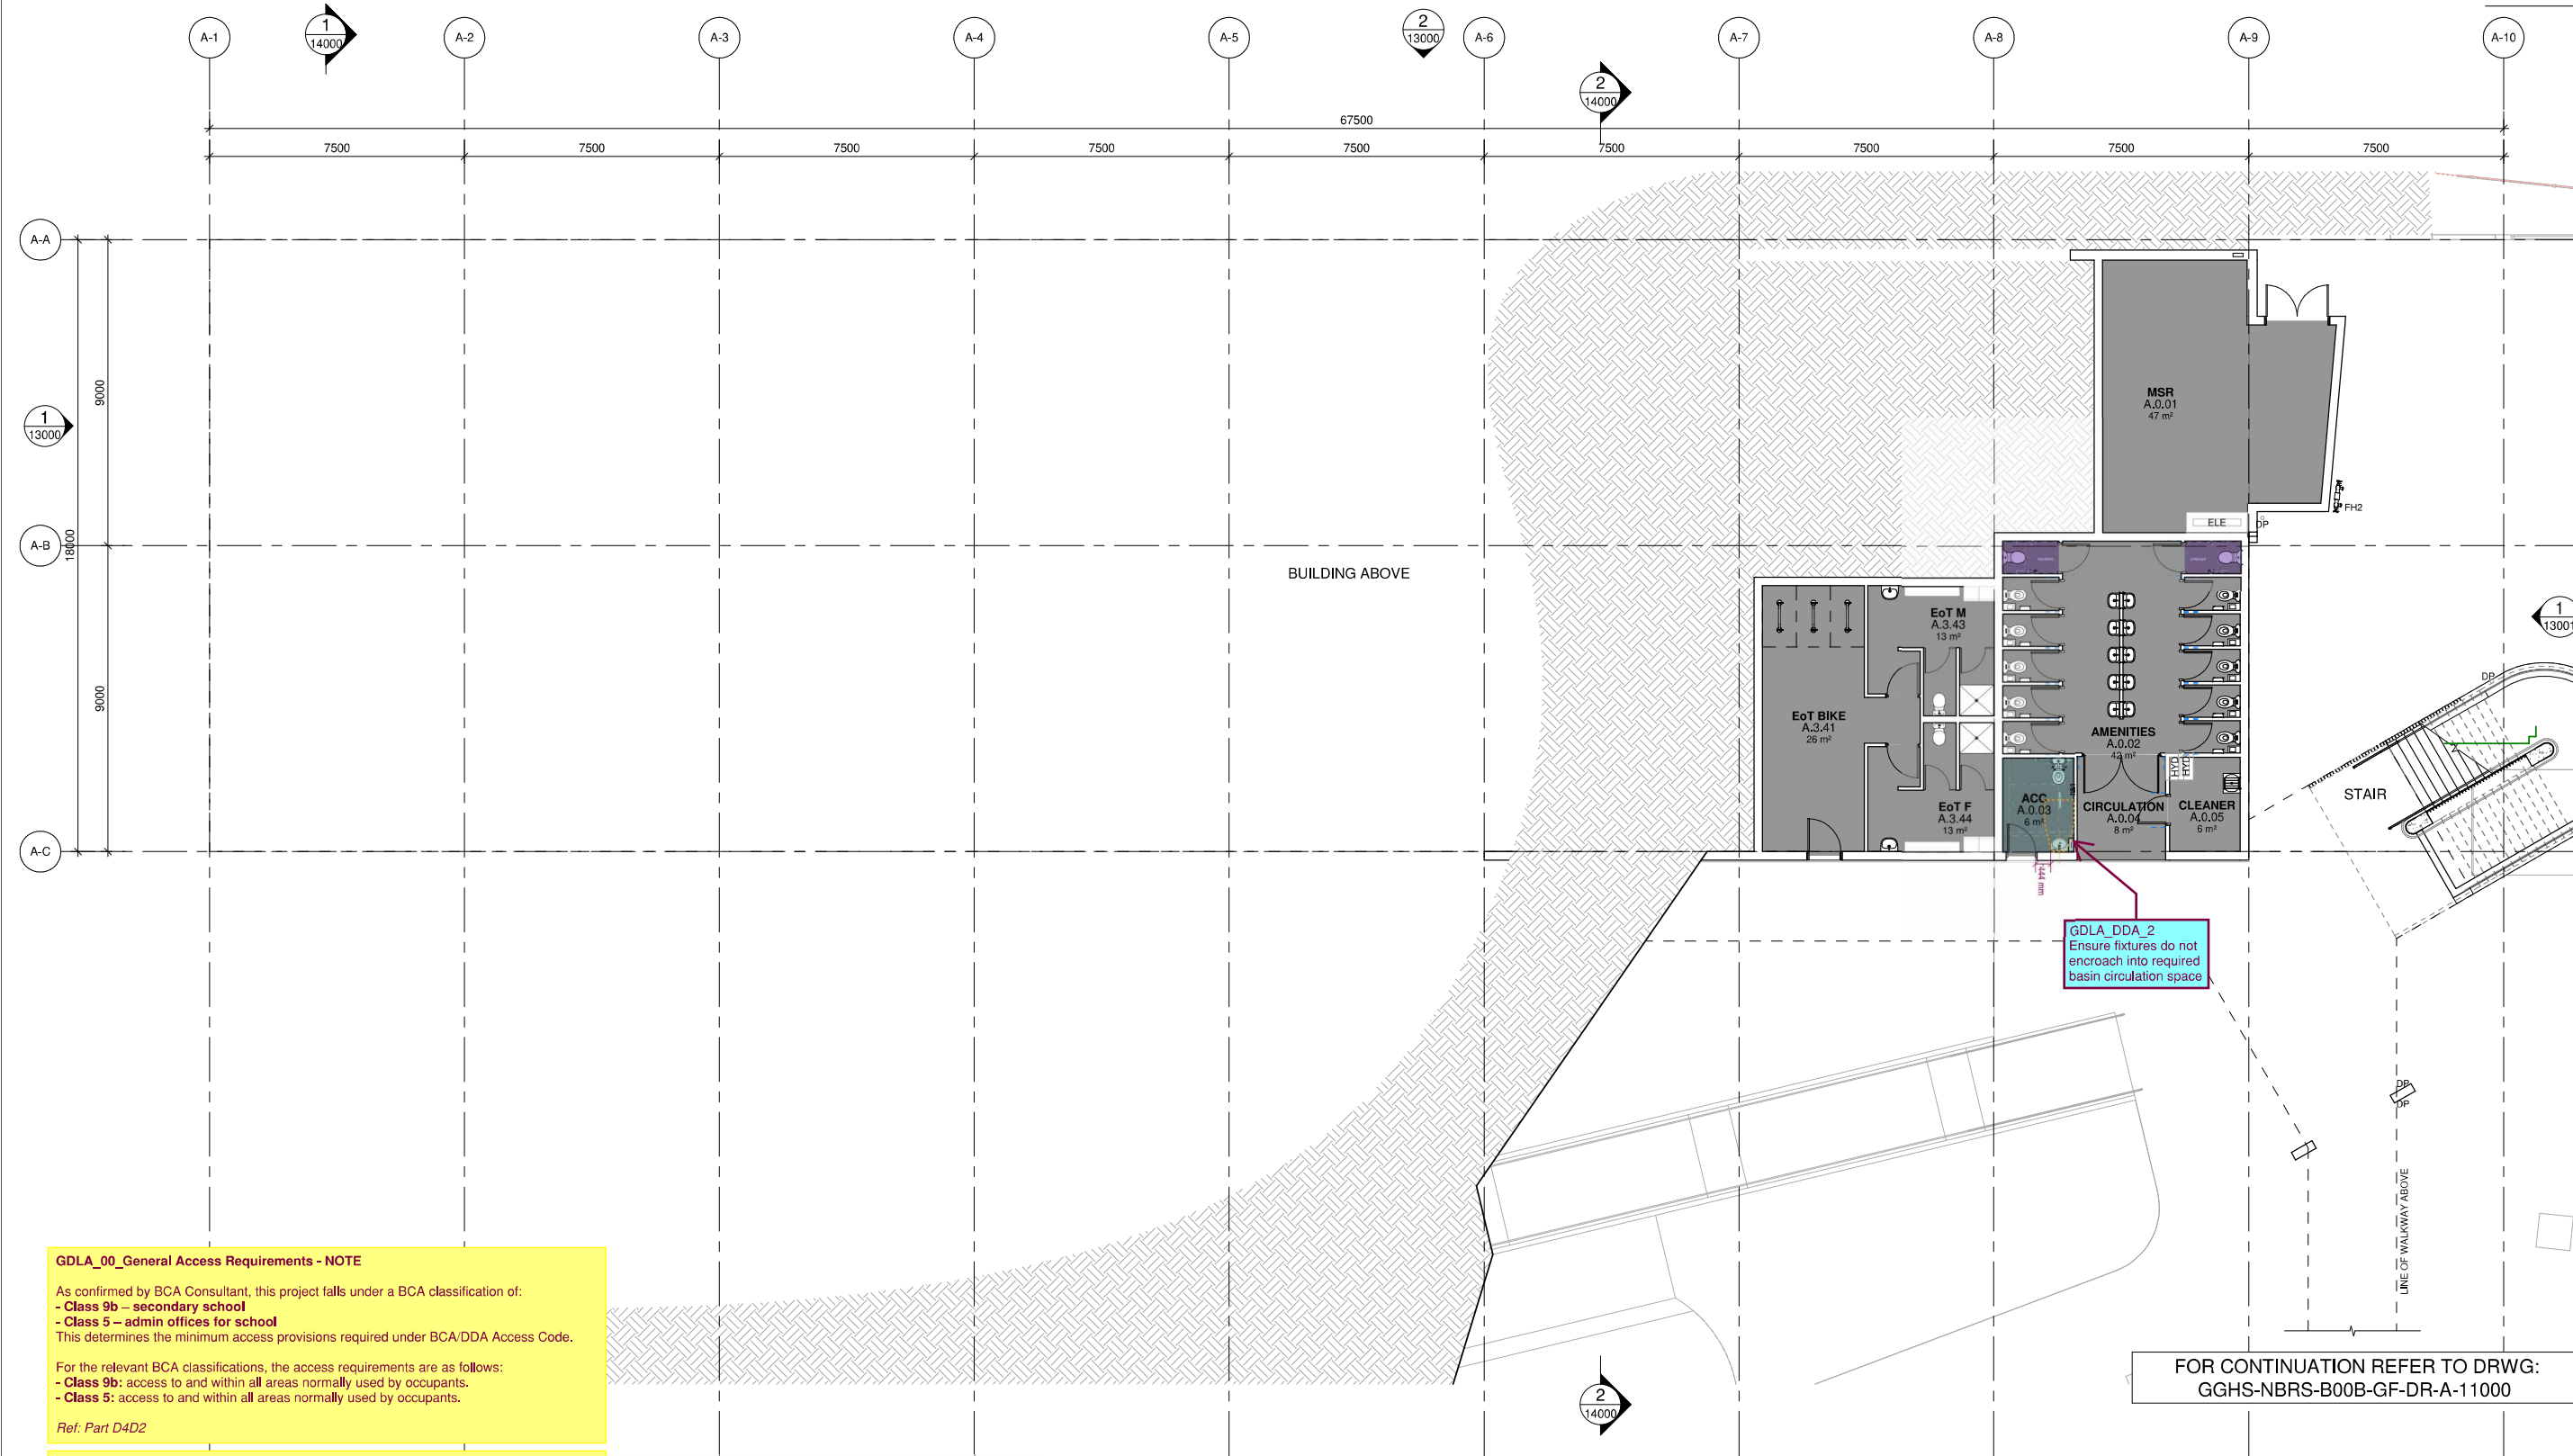 A-1
1
14000
A-2
A-3
A-4
A-5
2
13000
A-6
A-7
A-8
A-9
A-10
2
14000
67500
7500
7500
7500
7500
7500
7500
7500
7500
7500
A-A
9000
1
13000
MSR
A.0.01
47 m²
FH2
ELE
DP
A-B
18000
BUILDING ABOVE
EoT M
A.3.43
13 m²
1
13001
9000
DP
EoT BIKE
A.3.41
26 m²
AMENITIES
A.0.02
42 m²
HYD
HYD
STAIR
ACC
A.0.03
6 m²
CIRCULATION
A.0.04
8 m²
CLEANER
A.0.05
6 m²
EoT F
A.3.44
13 m²
A-C
444 mm
GDLA_DDA_2
Ensure fixtures do not
encroach into required
basin circulation space
DP
DP
LINE OF WALKWAY ABOVE
GDLA_00_General Access Requirements - NOTE
As confirmed by BCA Consultant, this project falls under a BCA classification of:
- Class 9b – secondary school
- Class 5 – admin offices for school
This determines the minimum access provisions required under BCA/DDA Access Code.
For the relevant BCA classifications, the access requirements are as follows:
- Class 9b: access to and within all areas normally used by occupants.
- Class 5: access to and within all areas normally used by occupants.
Ref: Part D4D2
2
14000
FOR CONTINUATION REFER TO DRWG:
GGHS-NBRS-B00B-GF-DR-A-11000